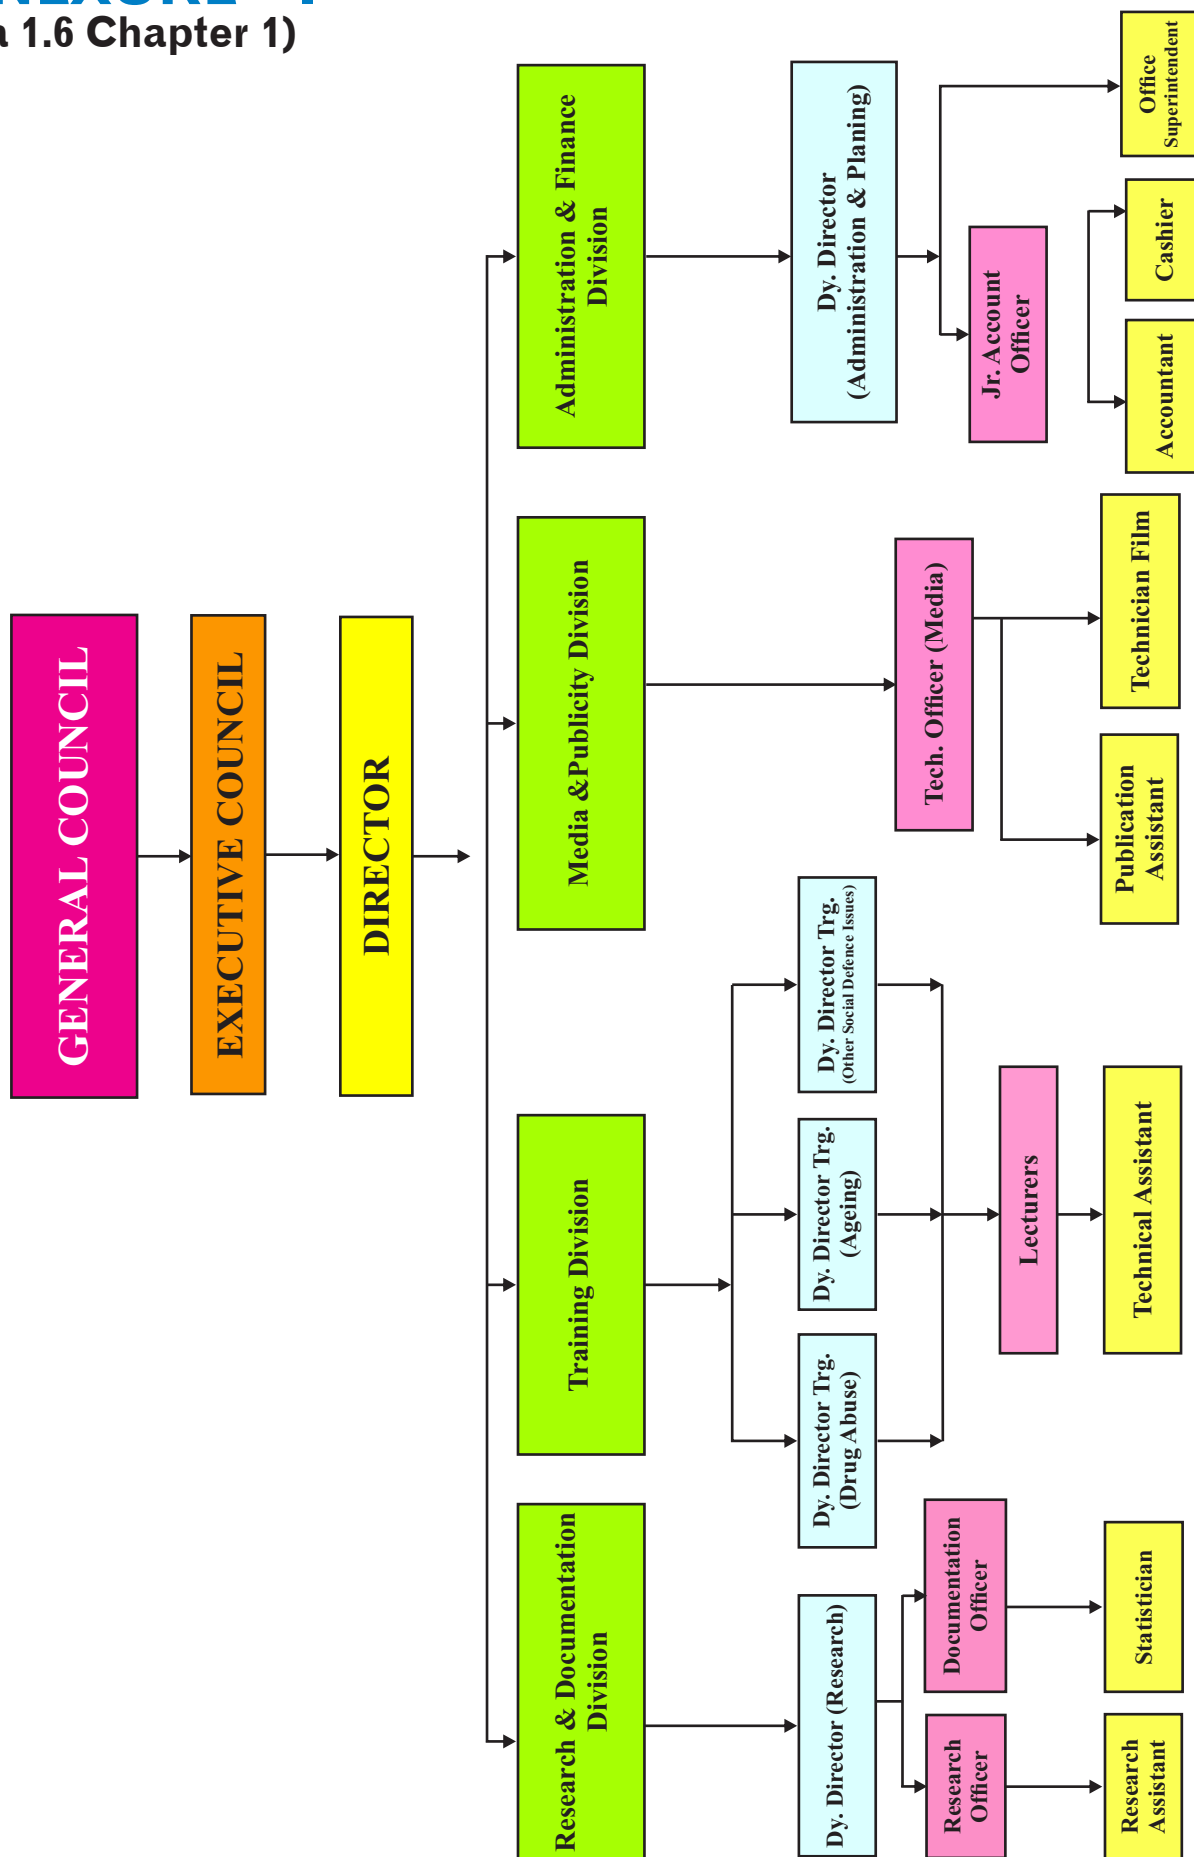 1.6 Chapter 1)
GENERAL COUNCIL
EXECUTIVE COUNCIL
DIRECTOR
Research & Documentation
Division
Training Division
Media &Publicity Division
Administration & Finance
Division
Dy. Director (Research)
Dy. Director Trg.
(Drug Abuse)
Dy. Director Trg.
(Ageing)
Dy. Director Trg.
(Other Social Defence Issues)
Dy. Director
(Administration & Planing)
Research
Officer
Documentation
Officer
Lecturers
Tech. Officer (Media)
Jr. Account
Officer
Research
Assistant
Statistician
Technical Assistant
Publication
Assistant
Technician Film
Accountant
Cashier
Office
Superintendent